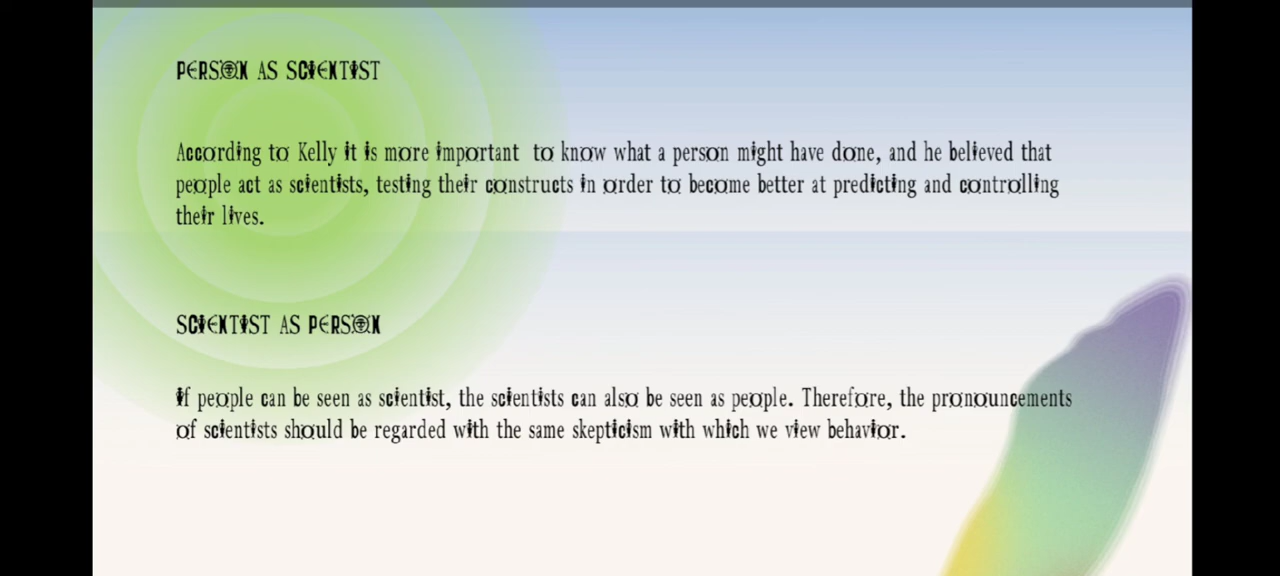 PERSON AS SCIENTIST
According to Kelly it is more important to know what a person might have done, and he believed that
people act as scientists, testing their constructs in order to become better at predicting and controlling
their lives.
SCIENTIST AS PERSON
If people can be seen as scientist, the scientists can also be seen as people. Therefore, the pronouncements
of scientists should be regarded with the same skepticism with which we view behavior.